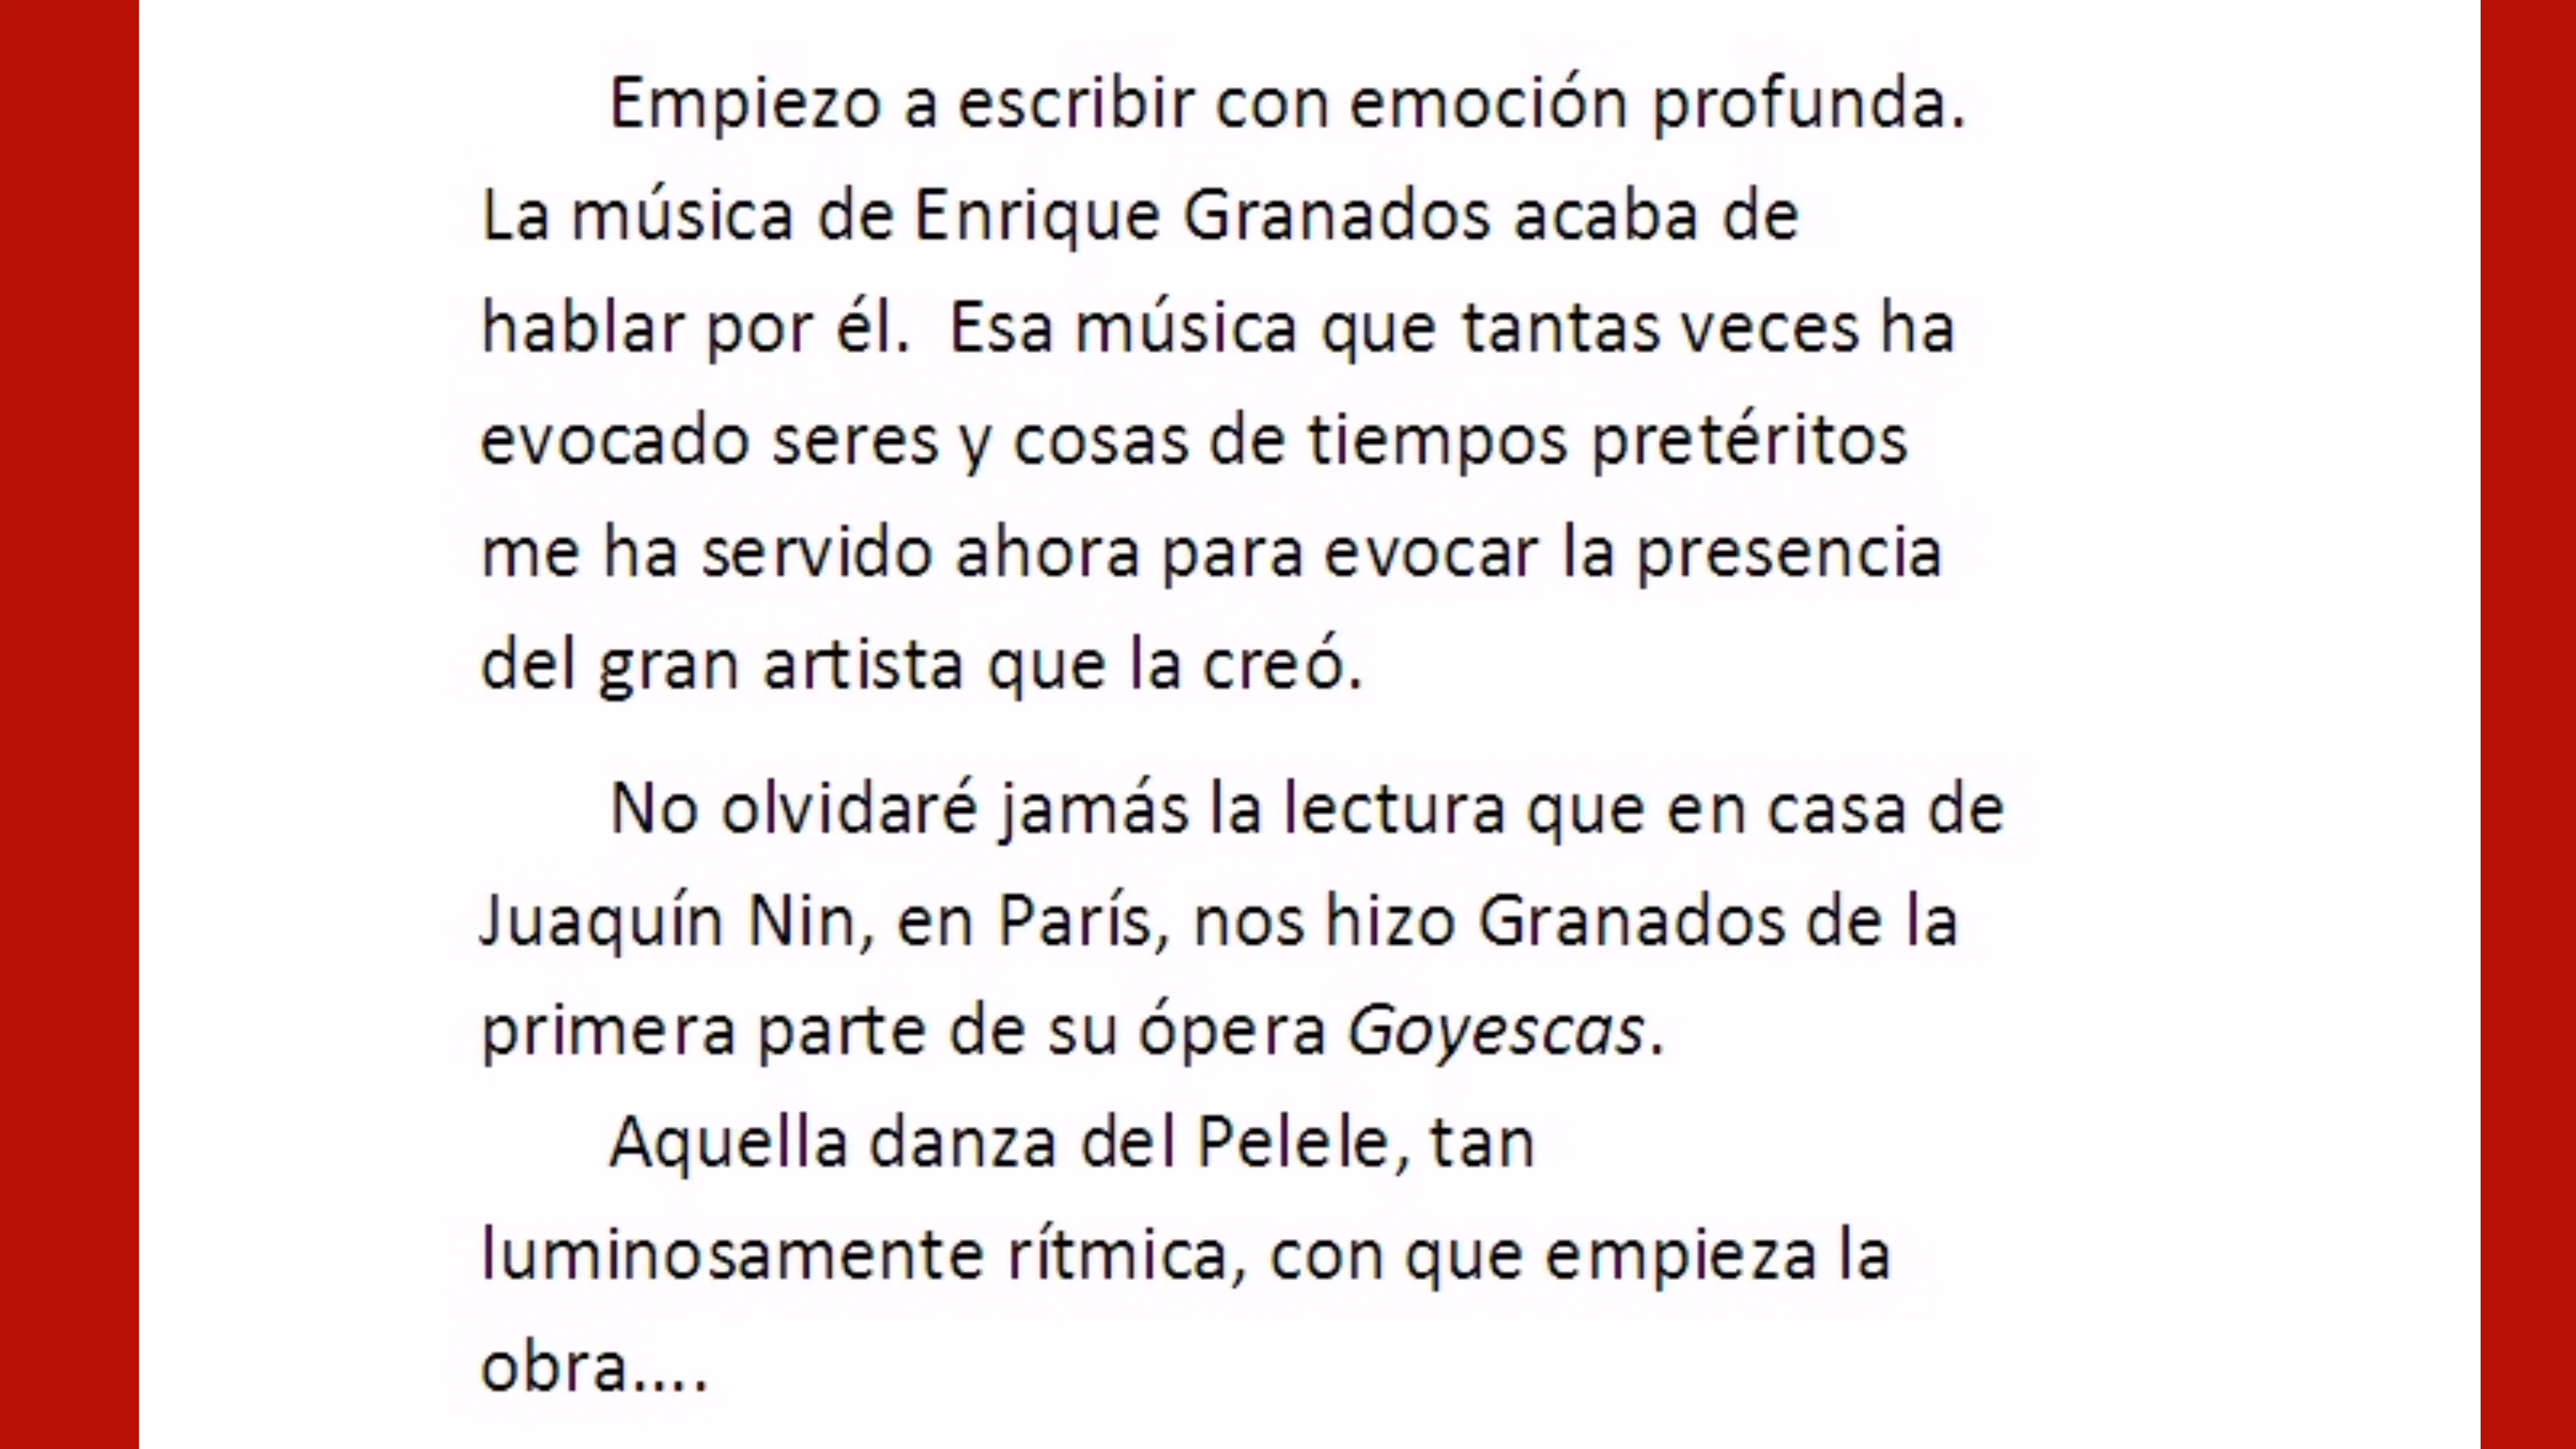 Empiezo a escribir con emoción profunda.
La música de Enrique Granados acaba de
hablar por él.  Esa música que tantas veces ha
evocado seres y cosas de tiempos pretéritos
me ha servido ahora para evocar la presencia
del gran artista que la creó.
No olvidaré jamás la lectura que en casa de
Juaquín Nin, en París, nos hizo Granados de la
primera parte de su ópera Goyescas.
Aquella danza del Pelele, tan
luminosamente rítmica, con que empieza la
obra....